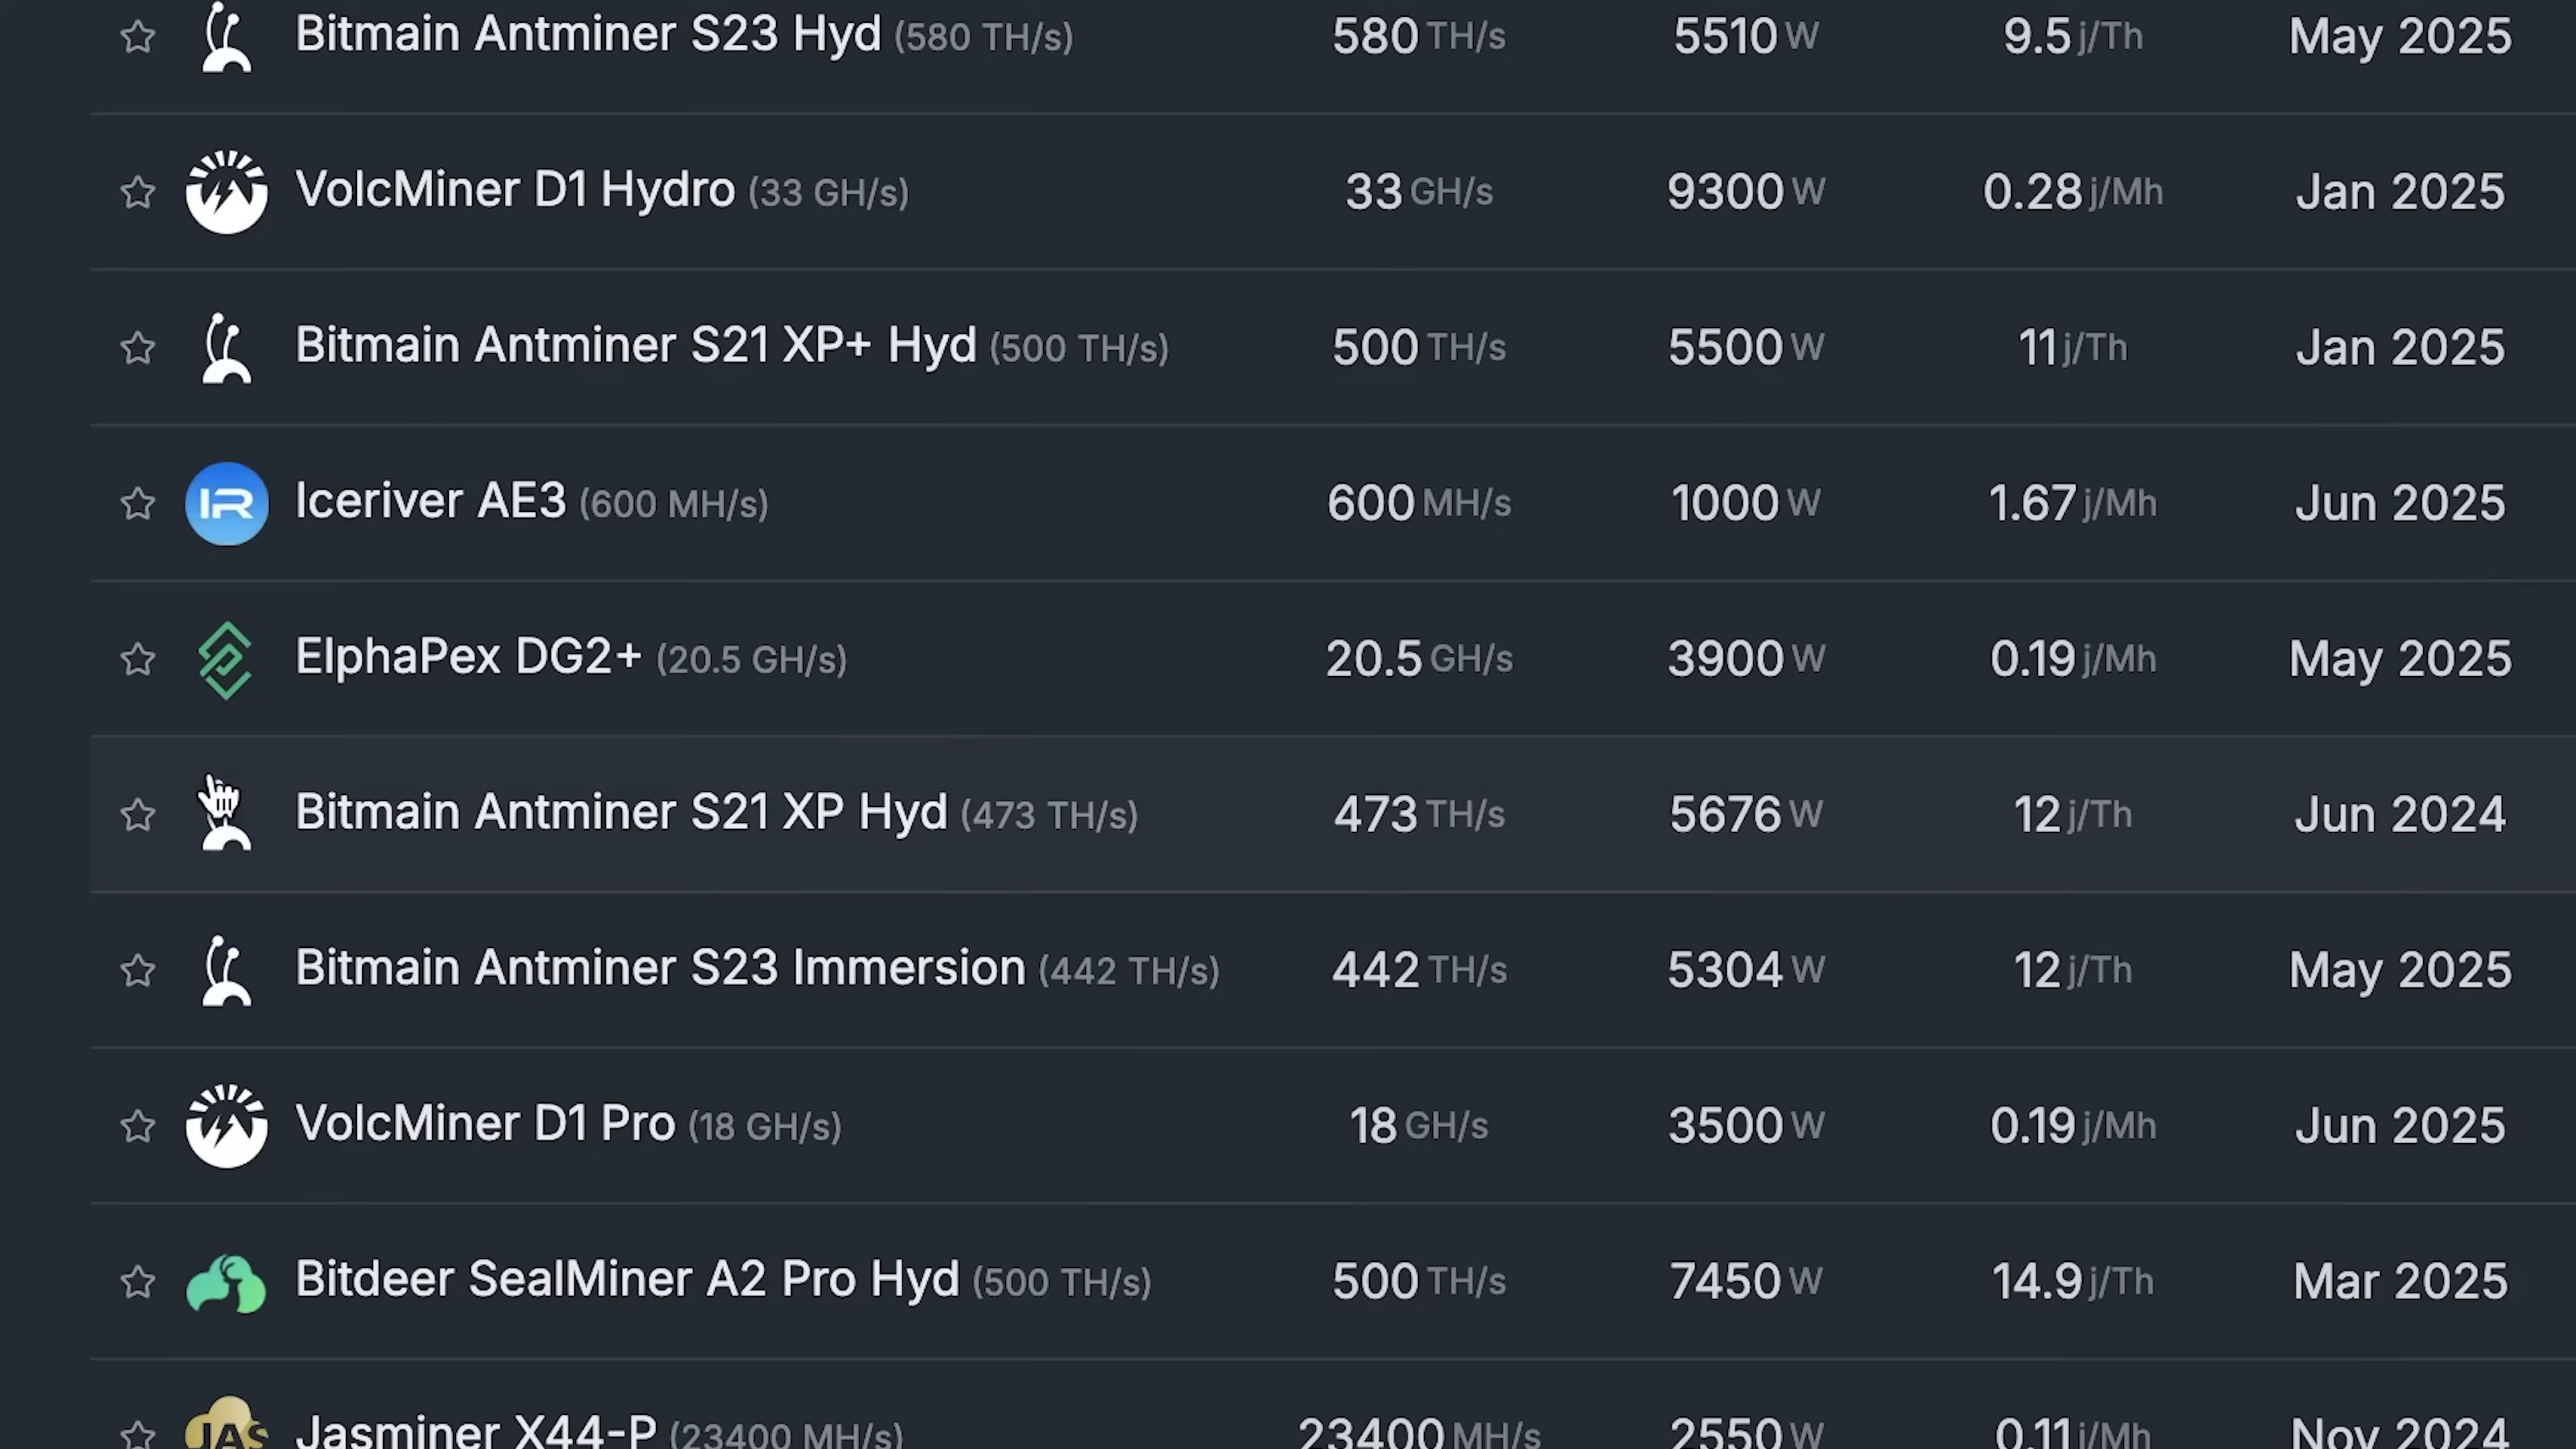 Bitmain Antminer S23 Hyd (580 TH/s) 580 TH/s 5510 W 9.5 j/Th May 2025
VolcMiner D1 Hydro (33 GH/s) 33 GH/s 9300 W 0.28 j/Mh Jan 2025
Bitmain Antminer S21 XP+ Hyd (500 TH/s) 500 TH/s 5500 W 11 j/Th Jan 2025
IR Iceriver AE3 (600 MH/s) 600 MH/s 1000 W 1.67 j/Mh Jun 2025
ElphaPex DG2+ (20.5 GH/s) 20.5 GH/s 3900 W 0.19 j/Mh May 2025
Bitmain Antminer S21 XP Hyd (473 TH/s) 473 TH/s 5676 W 12 j/Th Jun 2024
Bitmain Antminer S23 Immersion (442 TH/s) 442 TH/s 5304 W 12 j/Th May 2025
VolcMiner D1 Pro (18 GH/s) 18 GH/s 3500 W 0.19 j/Mh Jun 2025
Bitdeer SealMiner A2 Pro Hyd (500 TH/s) 500 TH/s 7450 W 14.9 j/Th Mar 2025
JAS Jasminer X44-P (23400 MH/s) 23400 MH/s 2550 W 0.11 j/Mh Nov 2024